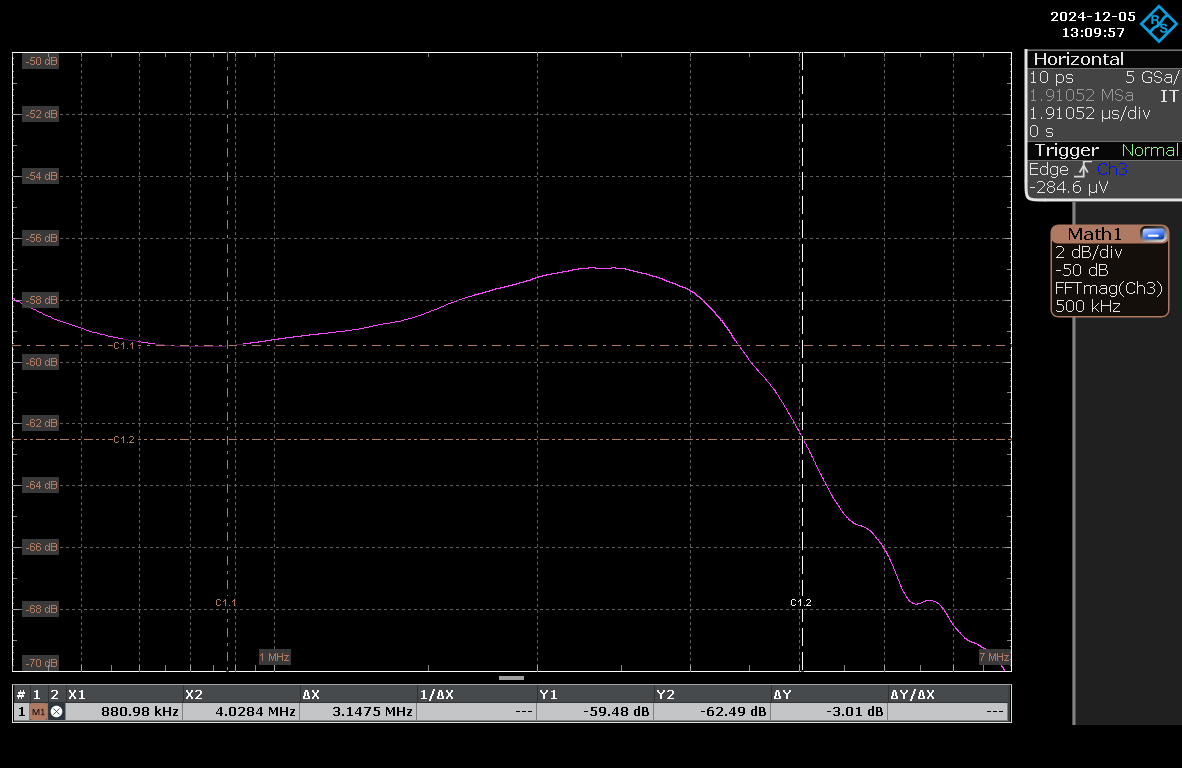 2024-12-05
13:09:57
R S
Horizontal
10 ps 5 GSa/
1.91052 MSa IT
1.91052 µs/div
0 s
Trigger Normal
Edge Ch3
-284.6 µV
Math1
2 dB/div
-50 dB
FFTmag(Ch3)
500 kHz
-50 dB
-52 dB
-54 dB
-56 dB
-58 dB
C1.1
-60 dB
-62 dB
C1.2
-64 dB
-66 dB
-68 dB
C1.1 C1.2
-70 dB
1 MHz 7 MHz
# 1 2 X1 X2 ΔX 1/ΔX Y1 Y2 ΔY ΔY/ΔX
1 M1 880.98 kHz 4.0284 MHz 3.1475 MHz --- -59.48 dB -62.49 dB -3.01 dB ---